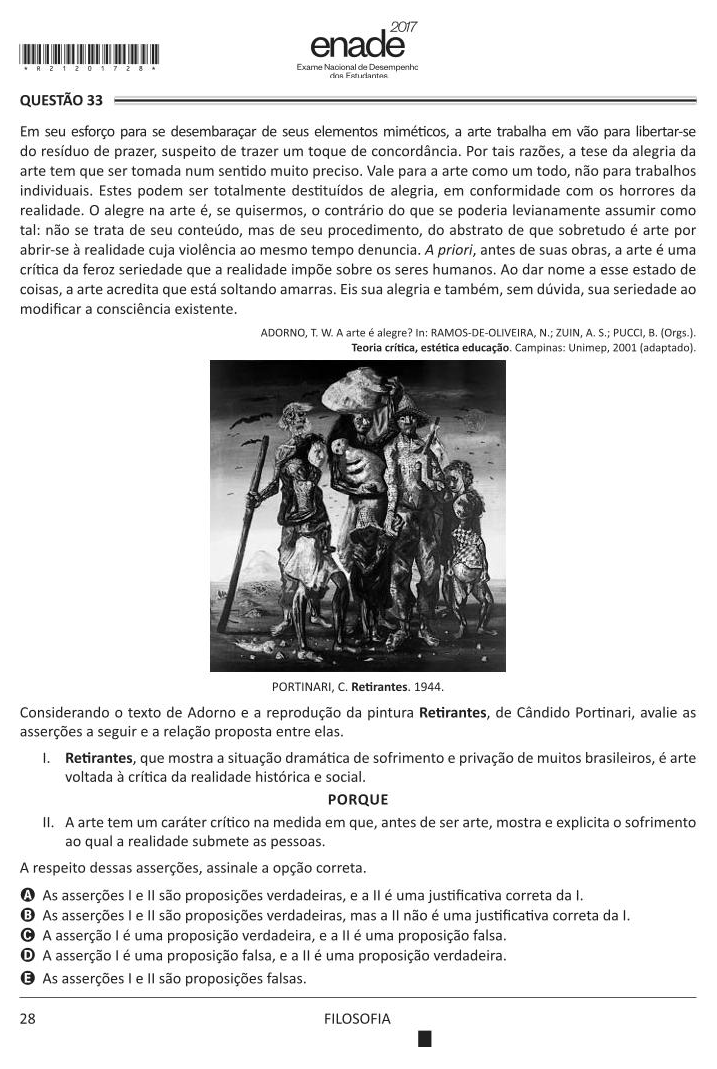 2017
enade
Exame Nacional de Desempenho
dos Estudantes
*R21201728*
QUESTÃO 33
Em seu esforço para se desembaraçar de seus elementos miméticos, a arte trabalha em vão para libertar-se
do resíduo de prazer, suspeito de trazer um toque de concordância. Por tais razões, a tese da alegria da
arte tem que ser tomada num sentido muito preciso. Vale para a arte como um todo, não para trabalhos
individuais. Estes podem ser totalmente destituídos de alegria, em conformidade com os horrores da
realidade. O alegre na arte é, se quisermos, o contrário do que se poderia levianamente assumir como
tal: não se trata de seu conteúdo, mas de seu procedimento, do abstrato de que sobretudo é arte por
abrir-se à realidade cuja violência ao mesmo tempo denuncia. A priori, antes de suas obras, a arte é uma
crítica da feroz seriedade que a realidade impõe sobre os seres humanos. Ao dar nome a esse estado de
coisas, a arte acredita que está soltando amarras. Eis sua alegria e também, sem dúvida, sua seriedade ao
modificar a consciência existente.
ADORNO, T. W. A arte é alegre? In: RAMOS-DE-OLIVEIRA, N.; ZUIN, A. S.; PUCCI, B. (Orgs.).
Teoria crítica, estética educação. Campinas: Unimep, 2001 (adaptado).
PORTINARI, C. Retirantes. 1944.
Considerando o texto de Adorno e a reprodução da pintura Retirantes, de Cândido Portinari, avalie as
asserções a seguir e a relação proposta entre elas.
I. Retirantes, que mostra a situação dramática de sofrimento e privação de muitos brasileiros, é arte
voltada à crítica da realidade histórica e social.
PORQUE
II. A arte tem um caráter crítico na medida em que, antes de ser arte, mostra e explicita o sofrimento
ao qual a realidade submete as pessoas.
A respeito dessas asserções, assinale a opção correta.
A As asserções I e II são proposições verdadeiras, e a II é uma justificativa correta da I.
B As asserções I e II são proposições verdadeiras, mas a II não é uma justificativa correta da I.
C A asserção I é uma proposição verdadeira, e a II é uma proposição falsa.
D A asserção I é uma proposição falsa, e a II é uma proposição verdadeira.
E As asserções I e II são proposições falsas.
28
FILOSOFIA